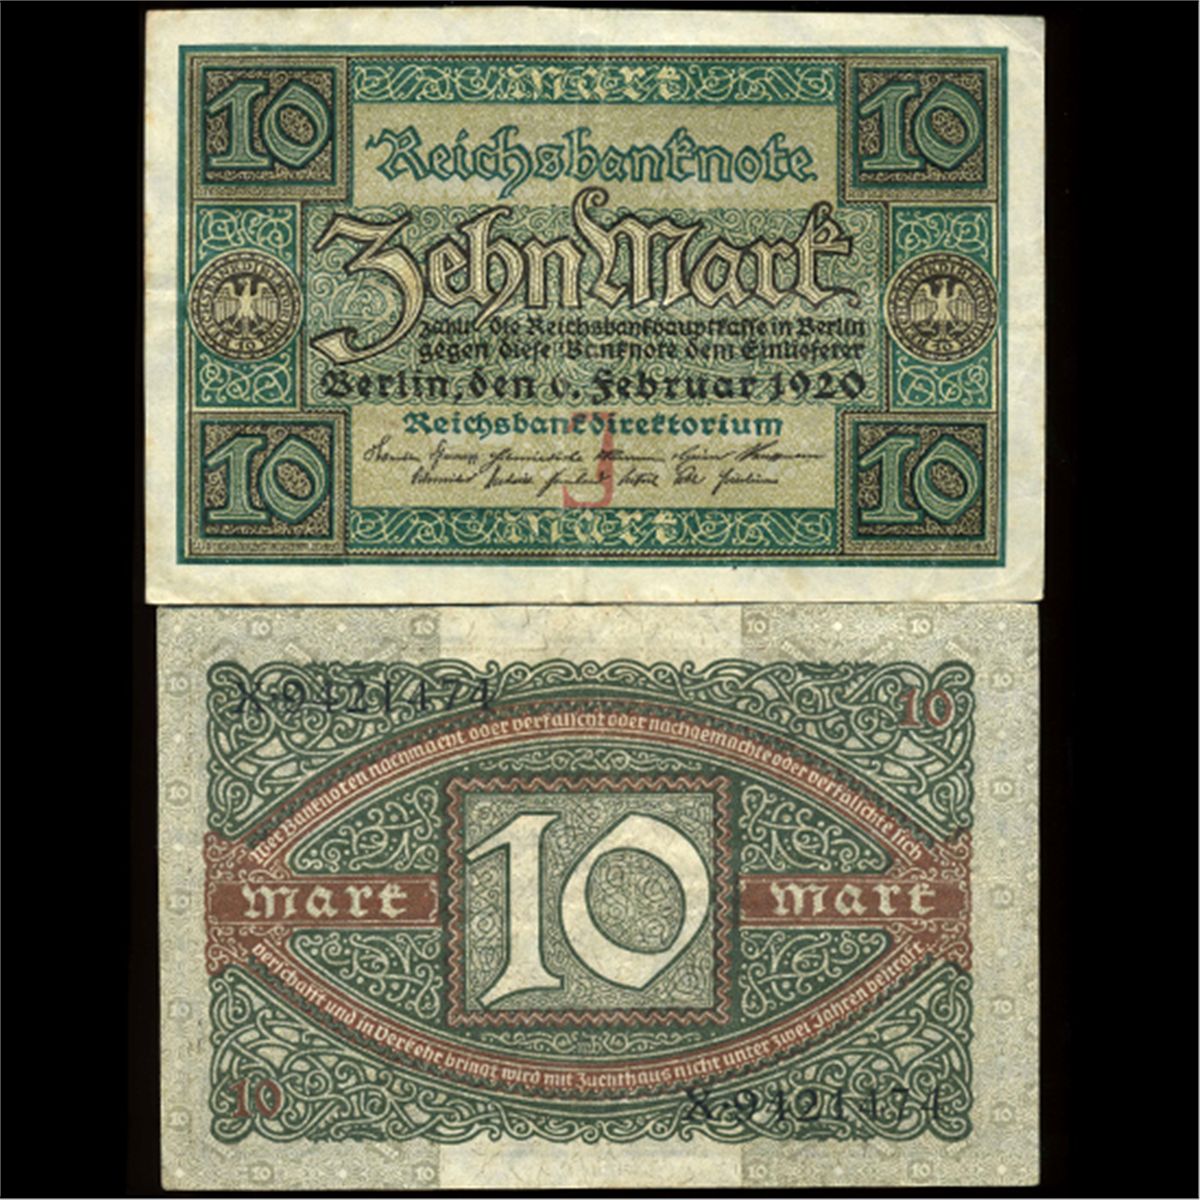 10 Mark 10
Reichsbanknote
Zehn Mark
zahlt die Reichsbankhauptkasse in Berlin
gegen diese Banknote dem Einlieferer
Berlin, den 6. Februar 1920
Reichsbankdirektorium
J
10 Mark 10
X·9421474
10
Wer Banknoten nachmacht oder verfälscht oder nachgemachte oder verfälschte sich
10
Mark
Mark
verschafft und in Verkehr bringt wird mit Zuchthaus nicht unter zwei Jahren bestraft.
10
X·9421474